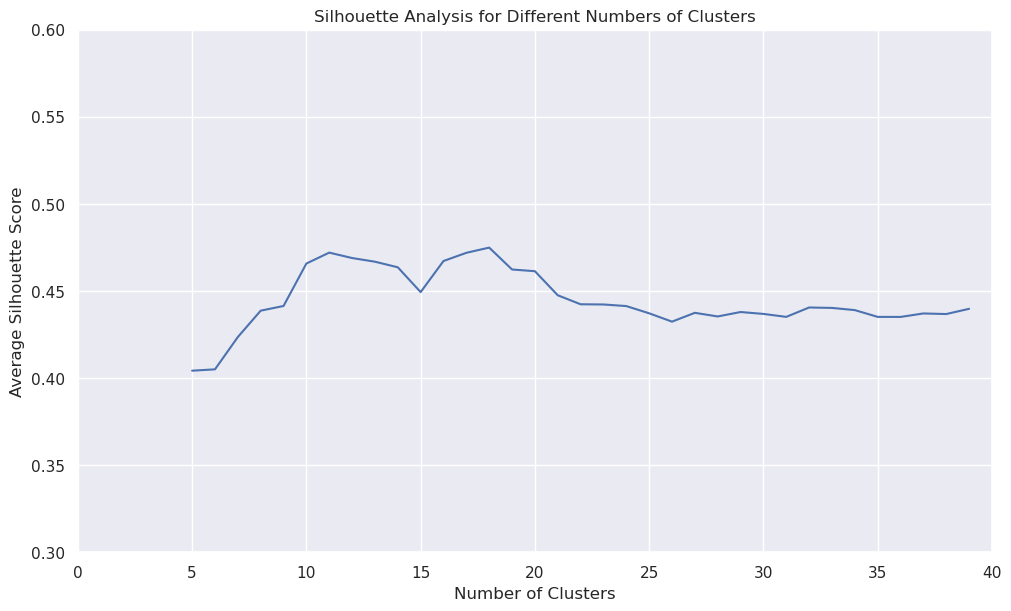 Silhouette Analysis for Different Numbers of Clusters
0.60
0.55
0.50
0.45
0.40
0.35
0.30
Average Silhouette Score
0 5 10 15 20 25 30 35 40
Number of Clusters